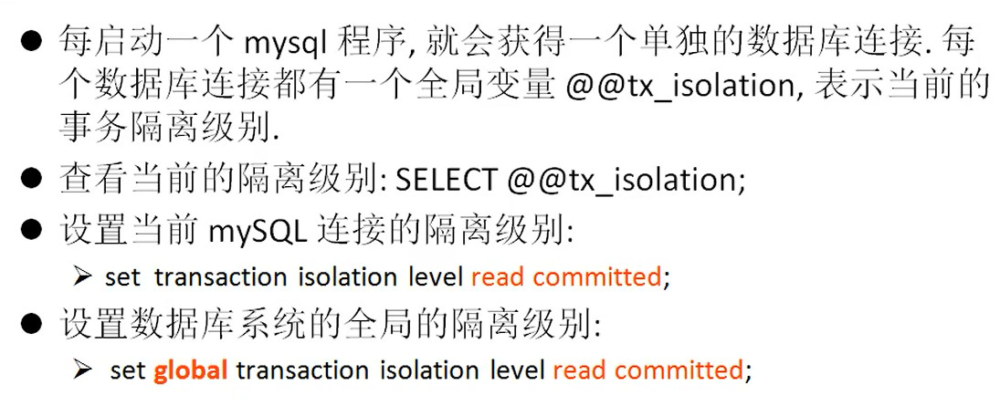 ● 每启动一个 mysql 程序, 就会获得一个单独的数据库连接. 每
个数据库连接都有一个全局变量 @@tx_isolation, 表示当前的
事务隔离级别.
● 查看当前的隔离级别: SELECT @@tx_isolation;
● 设置当前 mySQL 连接的隔离级别:
➢ set transaction isolation level read committed;
● 设置数据库系统的全局的隔离级别:
➢ set global transaction isolation level read committed;